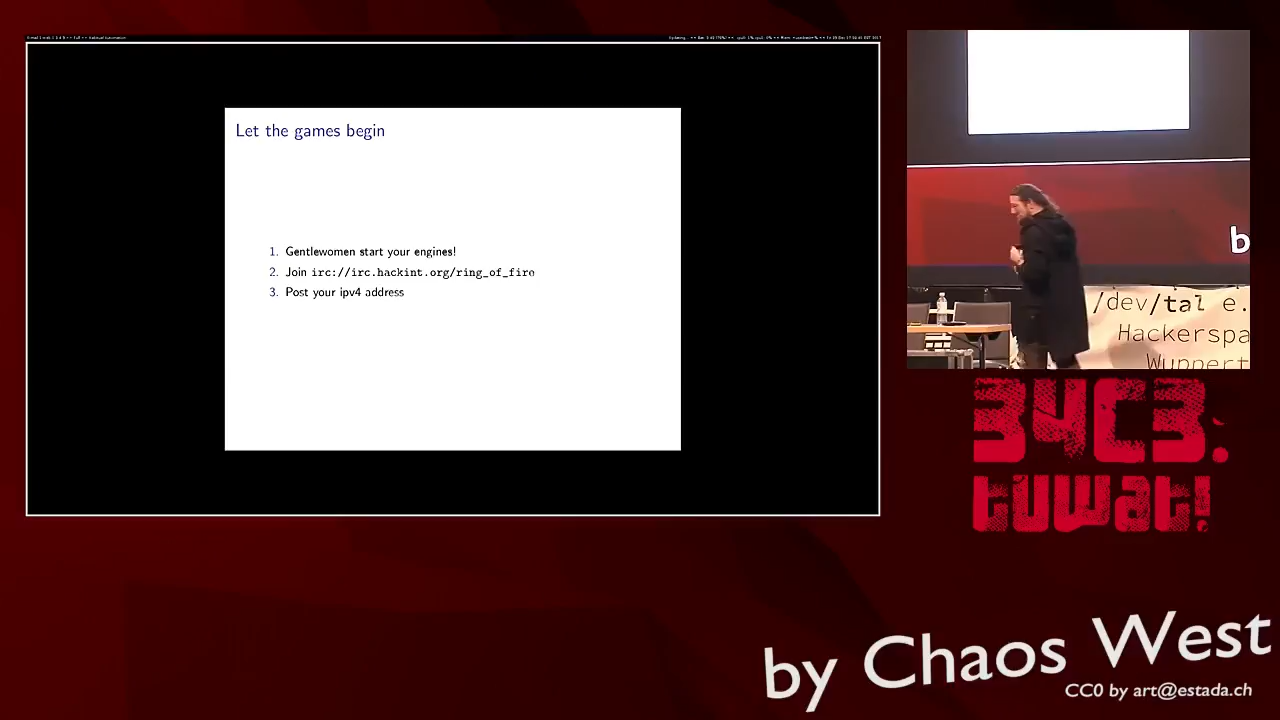 Let the games begin
1. Gentlewomen start your engines!
2. Join irc://irc.hackint.org/ring_of_fire
3. Post your ipv4 address
b
/dev/tal e.
Hackerspa
Wuppert
34C3:
tuwat!
by Chaos West
CC0 by art@estada.ch